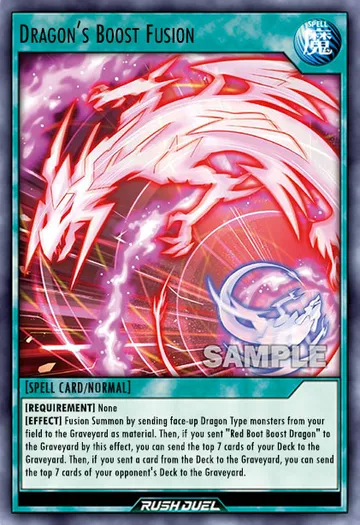 DRAGON'S BOOST FUSION
SPELL
魔
SAMPLE
[SPELL CARD/NORMAL]
[REQUIREMENT] None
[EFFECT] Fusion Summon by sending face-up Dragon Type monsters from your
field to the Graveyard as material. Then, if you sent "Red Boot Boost Dragon" to
the Graveyard by this effect, you can send the top 7 cards of your Deck to the
Graveyard. Then, if you sent a card from the Deck to the Graveyard, you can send
the top 7 cards of your opponent's Deck to the Graveyard.
RUSH DUEL